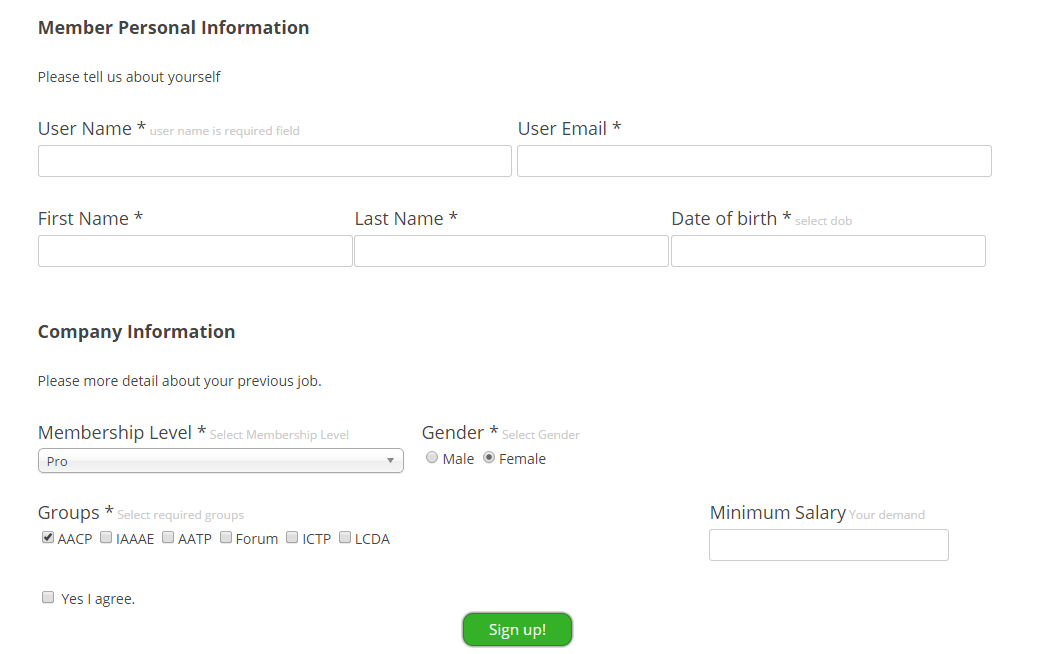 Member Personal Information
Please tell us about yourself
User Name * user name is required field User Email *
First Name * Last Name * Date of birth * select dob
Company Information
Please more detail about your previous job.
Membership Level * Select Membership Level Gender * Select Gender
Pro Male Female
Groups * Select required groups Minimum Salary Your demand
AACP IAAAE AATP Forum ICTP LCDA
Yes I agree.
Sign up!